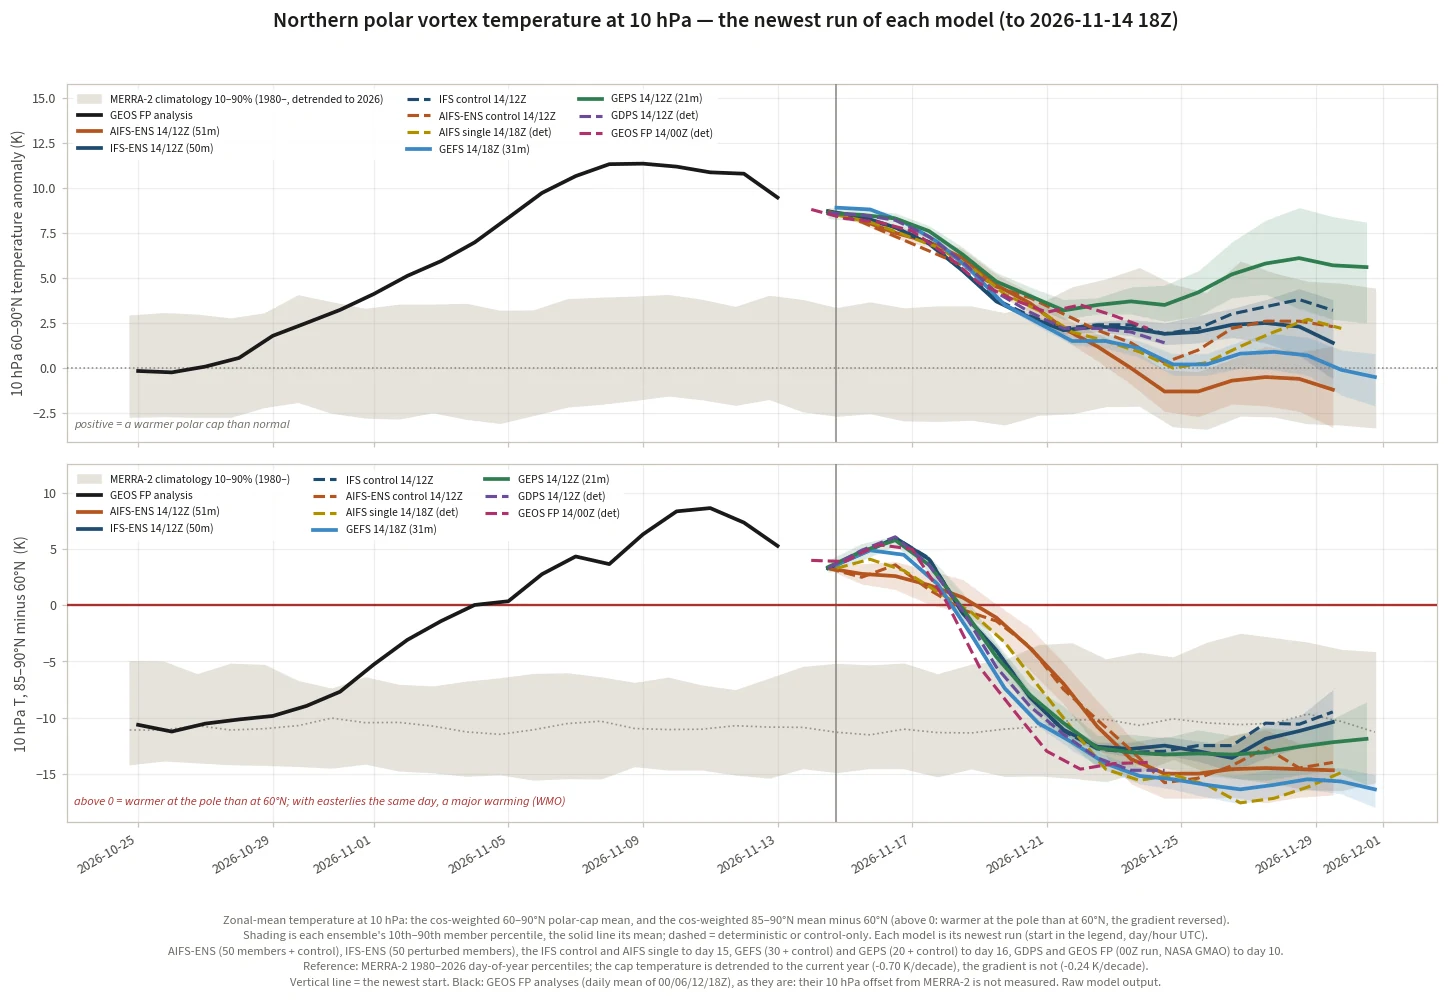 Northern polar vortex temperature at 10 hPa — the newest run of each model (to 2026-11-14 18Z)
10 hPa 60–90°N temperature anomaly (K)
15.0
12.5
10.0
7.5
5.0
2.5
0.0
−2.5
MERRA-2 climatology 10–90% (1980–, detrended to 2026)
GEOS FP analysis
AIFS-ENS 14/12Z (51m)
IFS-ENS 14/12Z (50m)
IFS control 14/12Z
AIFS-ENS control 14/12Z
AIFS single 14/18Z (det)
GEFS 14/18Z (31m)
GEPS 14/12Z (21m)
GDPS 14/12Z (det)
GEOS FP 14/00Z (det)
positive = a warmer polar cap than normal
10 hPa T, 85–90°N minus 60°N (K)
10
5
0
−5
−10
−15
MERRA-2 climatology 10–90% (1980–)
GEOS FP analysis
AIFS-ENS 14/12Z (51m)
IFS-ENS 14/12Z (50m)
IFS control 14/12Z
AIFS-ENS control 14/12Z
AIFS single 14/18Z (det)
GEFS 14/18Z (31m)
GEPS 14/12Z (21m)
GDPS 14/12Z (det)
GEOS FP 14/00Z (det)
above 0 = warmer at the pole than at 60°N; with easterlies the same day, a major warming (WMO)
2026-10-25
2026-10-29
2026-11-01
2026-11-05
2026-11-09
2026-11-13
2026-11-17
2026-11-21
2026-11-25
2026-11-29
2026-12-01
Zonal-mean temperature at 10 hPa: the cos-weighted 60–90°N polar-cap mean, and the cos-weighted 85–90°N mean minus 60°N (above 0: warmer at the pole than at 60°N, the gradient reversed).
Shading is each ensemble's 10th–90th member percentile, the solid line its mean; dashed = deterministic or control-only. Each model is its newest run (start in the legend, day/hour UTC).
AIFS-ENS (50 members + control), IFS-ENS (50 perturbed members), the IFS control and AIFS single to day 15, GEFS (30 + control) and GEPS (20 + control) to day 16, GDPS and GEOS FP (00Z run, NASA GMAO) to day 10.
Reference: MERRA-2 1980–2026 day-of-year percentiles; the cap temperature is detrended to the current year (-0.70 K/decade), the gradient is not (-0.24 K/decade).
Vertical line = the newest start. Black: GEOS FP analyses (daily mean of 00/06/12/18Z), as they are: their 10 hPa offset from MERRA-2 is not measured. Raw model output.